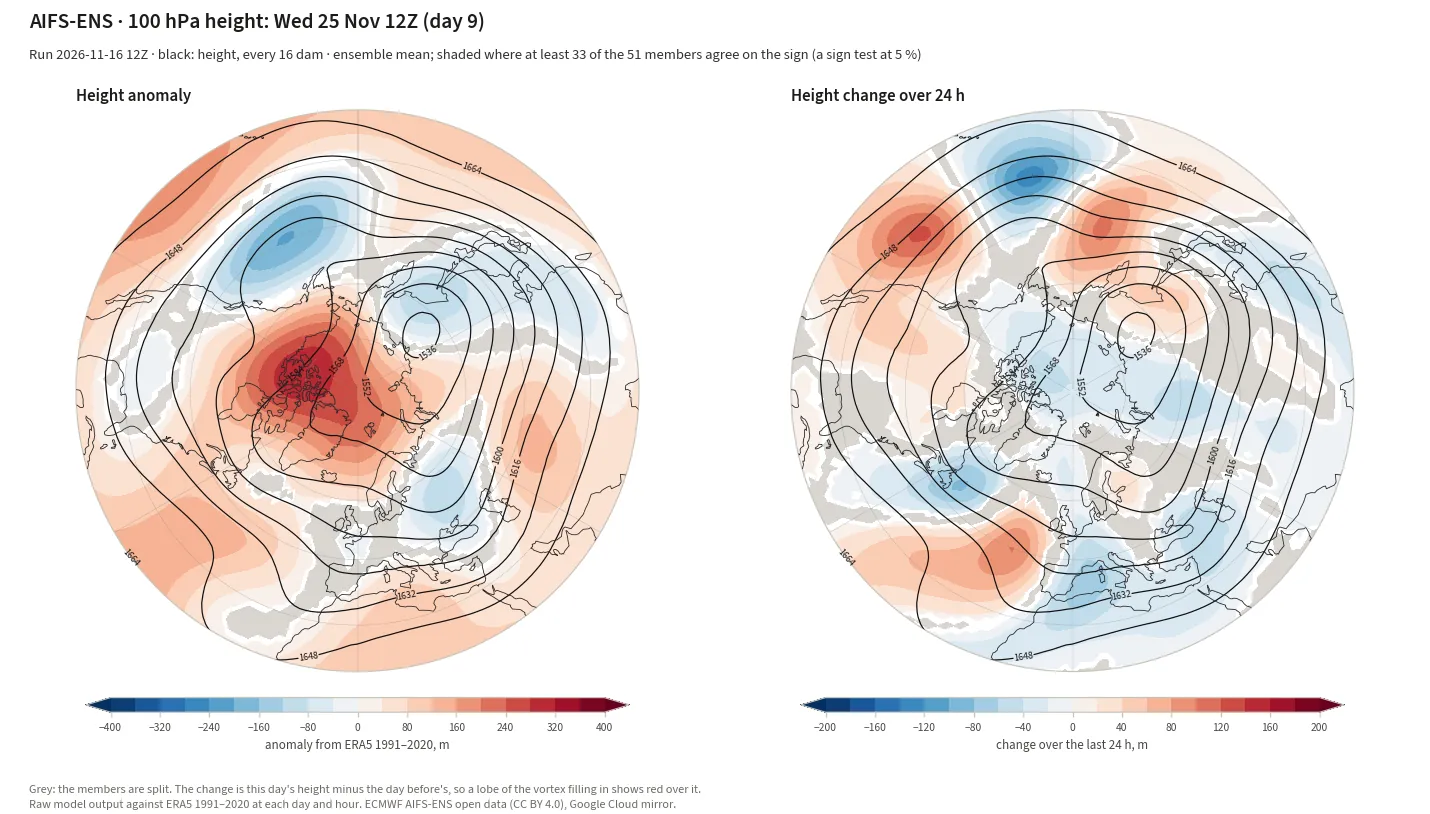 AIFS-ENS · 100 hPa height: Wed 25 Nov 12Z (day 9)
Run 2026-11-16 12Z · black: height, every 16 dam · ensemble mean; shaded where at least 33 of the 51 members agree on the sign (a sign test at 5 %)
Height anomaly
Height change over 24 h
1664
1648
1536
1568
1552
1600
1616
1664
1632
1648
1664
1648
1536
1568
1552
1600
1616
1664
1632
1648
−400 −320 −240 −160 −80 0 80 160 240 320 400
anomaly from ERA5 1991–2020, m
−200 −160 −120 −80 −40 0 40 80 120 160 200
change over the last 24 h, m
Grey: the members are split. The change is this day's height minus the day before's, so a lobe of the vortex filling in shows red over it.
Raw model output against ERA5 1991–2020 at each day and hour. ECMWF AIFS-ENS open data (CC BY 4.0), Google Cloud mirror.